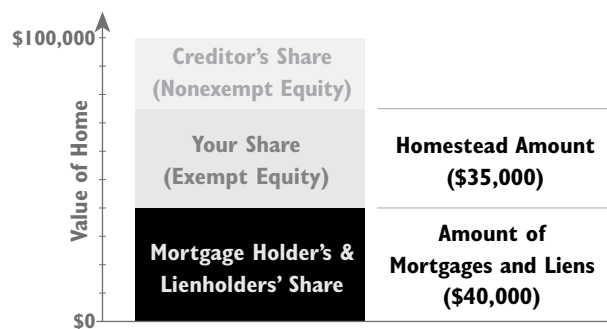 $100,000
Value of Home
$0
Creditor's Share
(Nonexempt Equity)
Your Share
(Exempt Equity)
Mortgage Holder's &
Lienholders' Share
Homestead Amount
($35,000)
Amount of
Mortgages and Liens
($40,000)